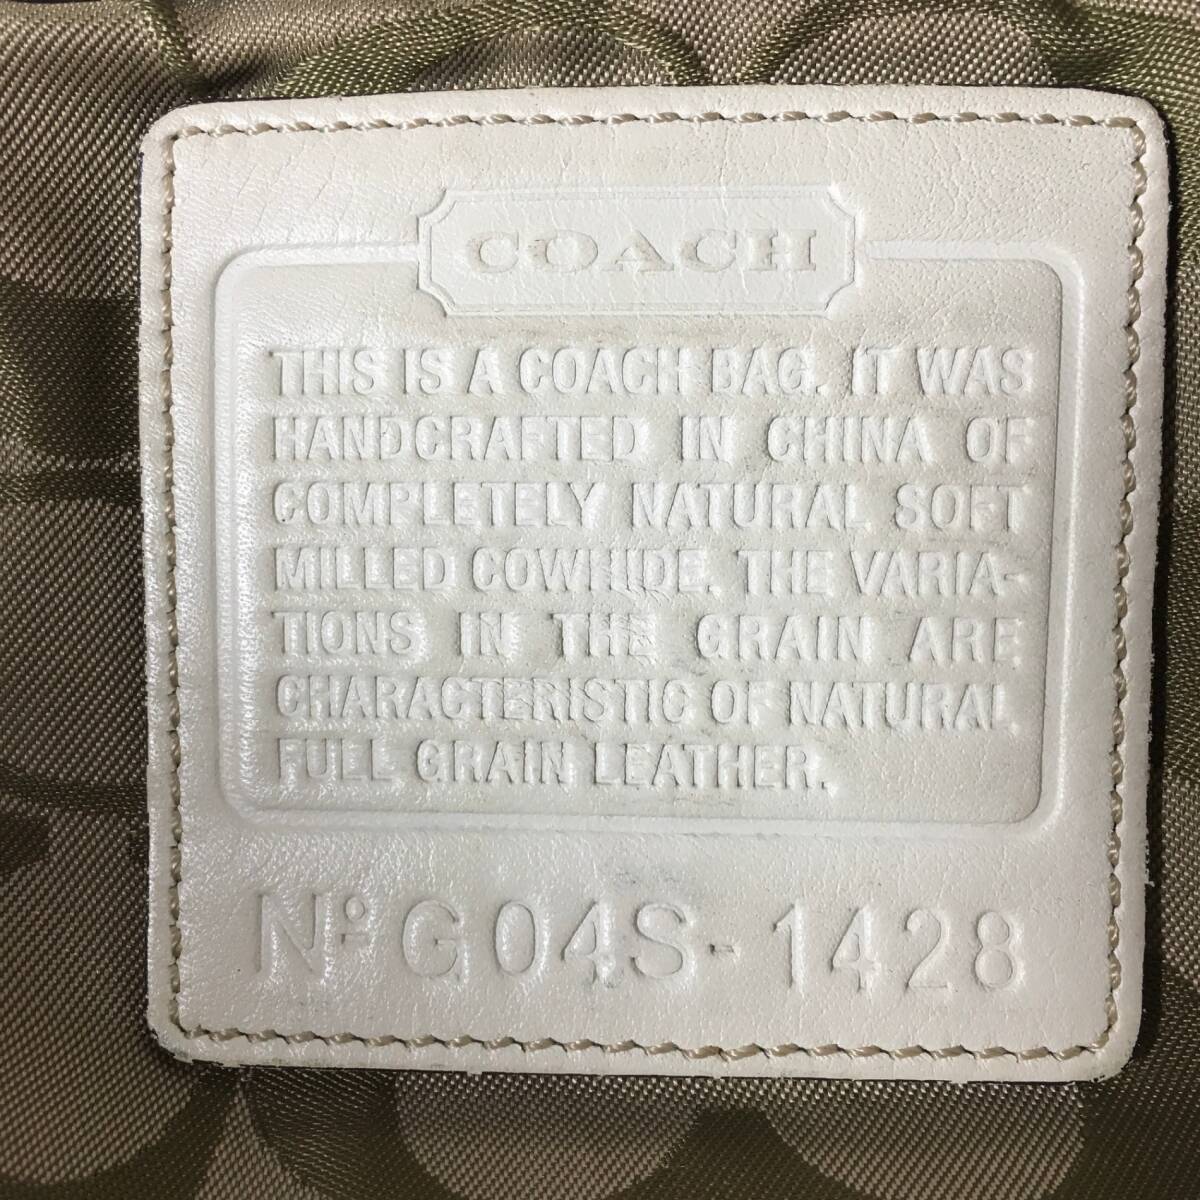 COACH
THIS IS A COACH BAG. IT WAS
HANDCRAFTED IN CHINA OF
COMPLETELY NATURAL SOFT
MILLED COWHIDE. THE VARIA-
TIONS IN THE GRAIN ARE
CHARACTERISTIC OF NATURAL
FULL GRAIN LEATHER.
Nº G04S-1428